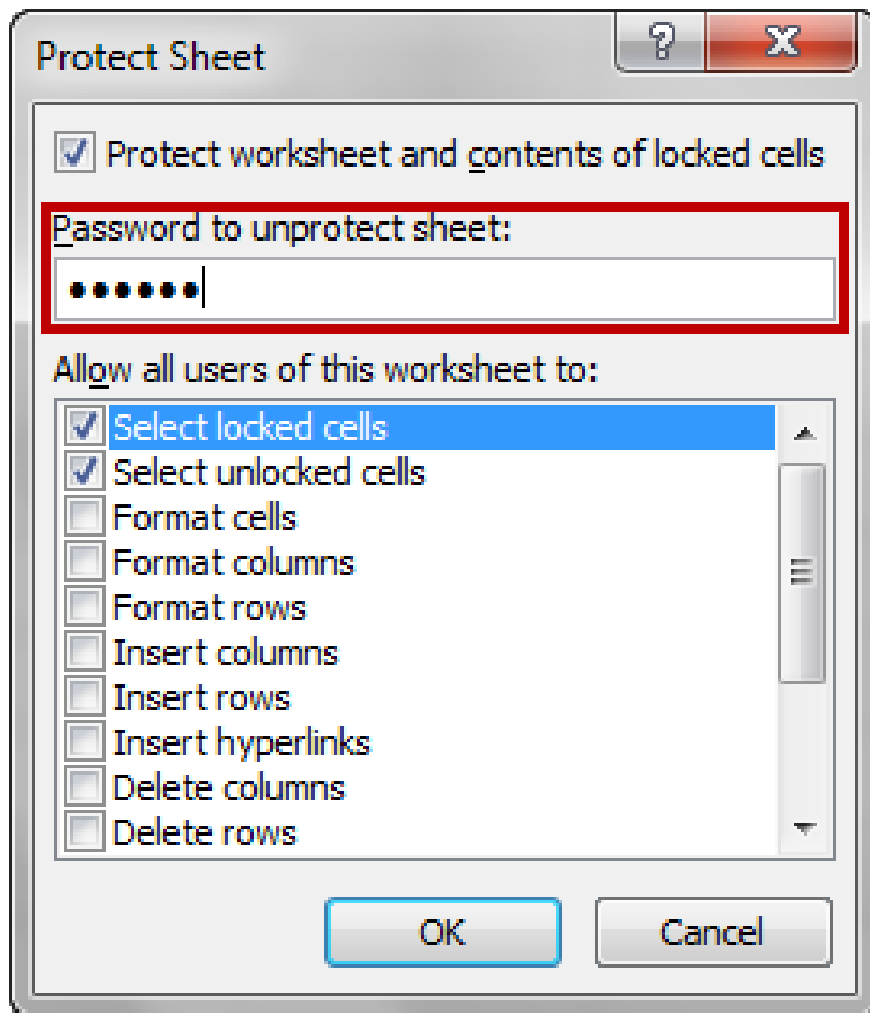 Protect Sheet
Protect worksheet and contents of locked cells
Password to unprotect sheet:
••••••
Allow all users of this worksheet to:
Select locked cells
Select unlocked cells
Format cells
Format columns
Format rows
Insert columns
Insert rows
Insert hyperlinks
Delete columns
Delete rows
OK Cancel